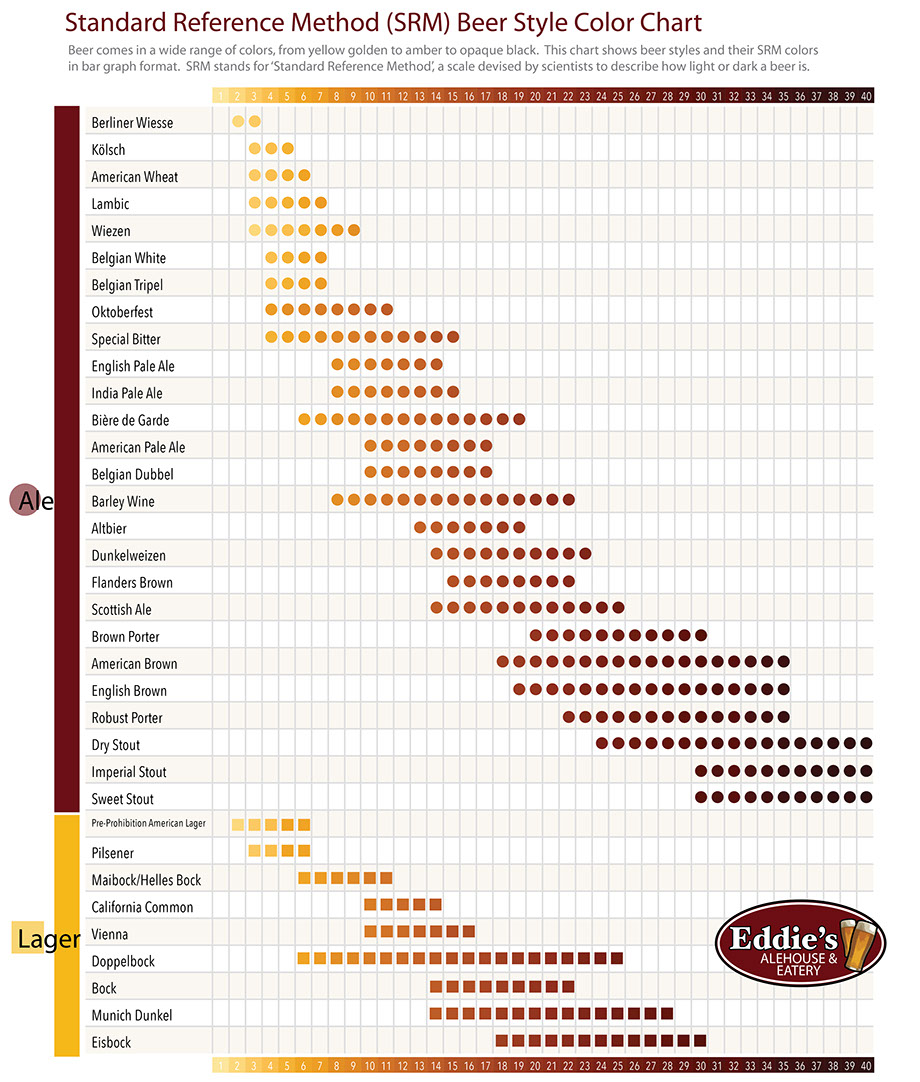 Standard Reference Method (SRM) Beer Style Color Chart
Beer comes in a wide range of colors, from yellow golden to amber to opaque black. This chart shows beer styles and their SRM colors
in bar graph format. SRM stands for 'Standard Reference Method', a scale devised by scientists to describe how light or dark a beer is.
1 2 3 4 5 6 7 8 9 10 11 12 13 14 15 16 17 18 19 20 21 22 23 24 25 26 27 28 29 30 31 32 33 34 35 36 37 38 39 40
Berliner Wiesse
Kölsch
American Wheat
Lambic
Wiezen
Belgian White
Belgian Tripel
Oktoberfest
Special Bitter
English Pale Ale
India Pale Ale
Bière de Garde
American Pale Ale
Belgian Dubbel
Ale
Barley Wine
Altbier
Dunkelweizen
Flanders Brown
Scottish Ale
Brown Porter
American Brown
English Brown
Robust Porter
Dry Stout
Imperial Stout
Sweet Stout
Pre-Prohibition American Lager
Pilsener
Maibock/Helles Bock
California Common
Vienna
Lager
Doppelbock
Bock
Munich Dunkel
Eisbock
Eddie's
ALEHOUSE &
EATERY
1 2 3 4 5 6 7 8 9 10 11 12 13 14 15 16 17 18 19 20 21 22 23 24 25 26 27 28 29 30 31 32 33 34 35 36 37 38 39 40